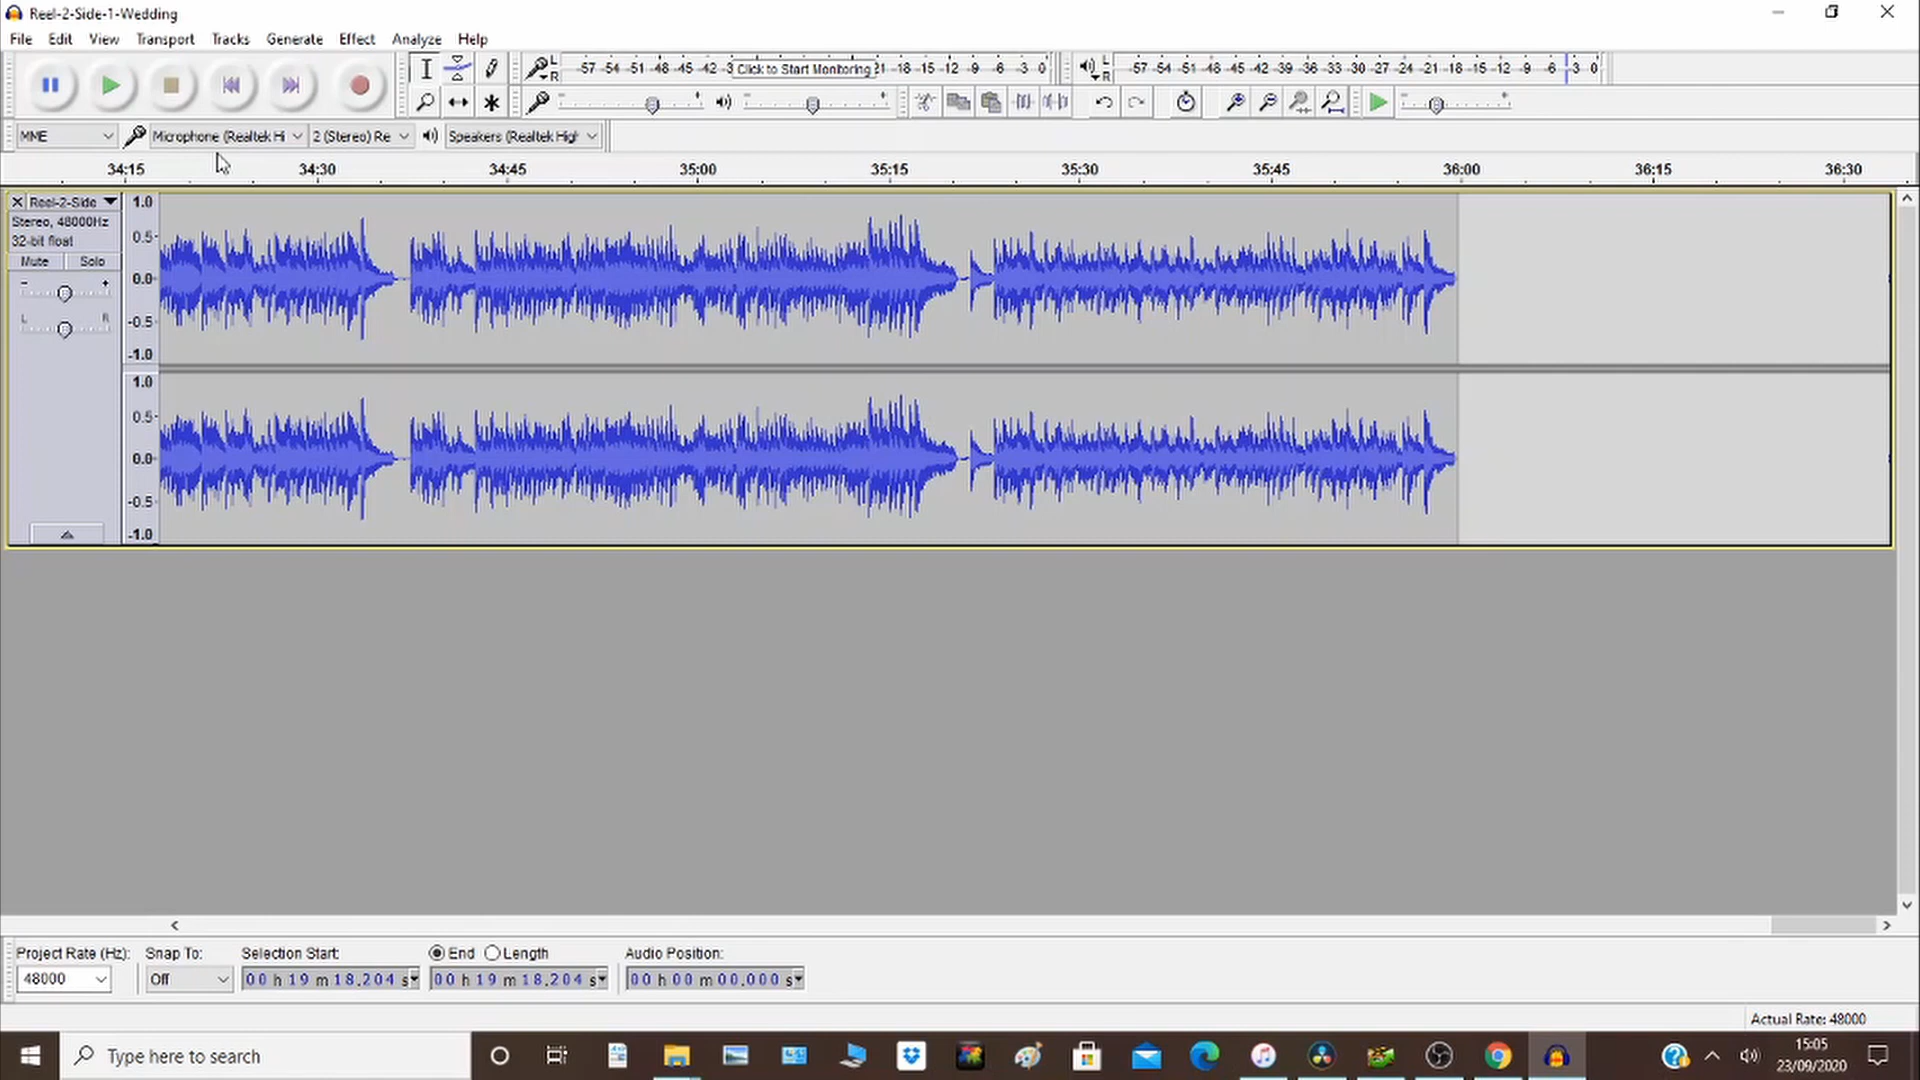 Reel-2-Side-1-Wedding
File Edit View Transport Tracks Generate Effect Analyze Help
L R -57 -54 -51 -48 -45 -42 -3 Click to Start Monitoring 21 -18 -15 -12 -9 -6 -3 0 L R -57 -54 -51 -48 -45 -42 -39 -36 -33 -30 -27 -24 -21 -18 -15 -12 -9 -6 -3 0
MME Microphone (Realtek Hi 2 (Stereo) Re Speakers (Realtek High
34:15 34:30 34:45 35:00 35:15 35:30 35:45 36:00 36:15 36:30
Reel-2-Side
Stereo, 48000Hz
32-bit float
Mute Solo
- +
L R
1.0
0.5
0.0
-0.5
-1.0
1.0
0.5
0.0
-0.5
-1.0
Project Rate (Hz): Snap To: Selection Start: End Length Audio Position:
48000 Off 00 h 19 m 18.204 s 00 h 19 m 18.204 s 00 h 00 m 00.000 s
Actual Rate: 48000
Type here to search
15:05
23/09/2020